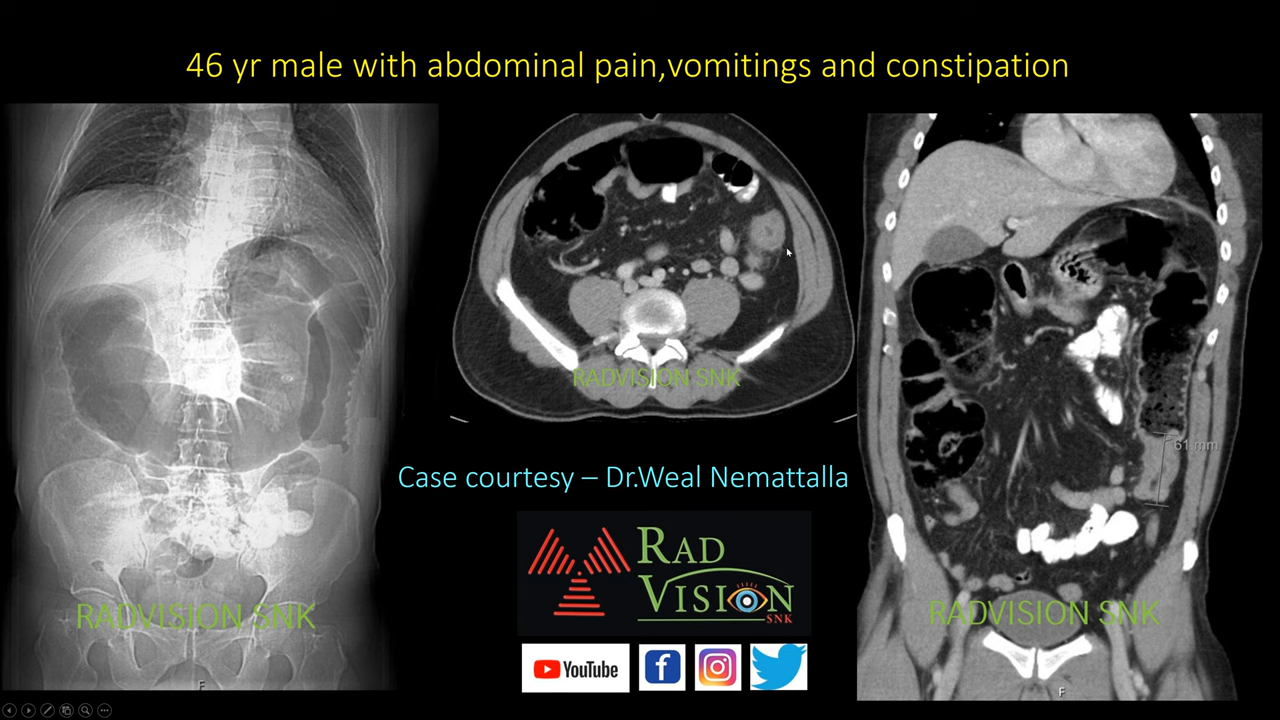 46 yr male with abdominal pain,vomitings and constipation
RADVISION SNK
61 mm
Case courtesy – Dr.Weal Nemattalla
RAD
VISION
SNK
YouTube
RADVISION SNK
RADVISION SNK
F
F